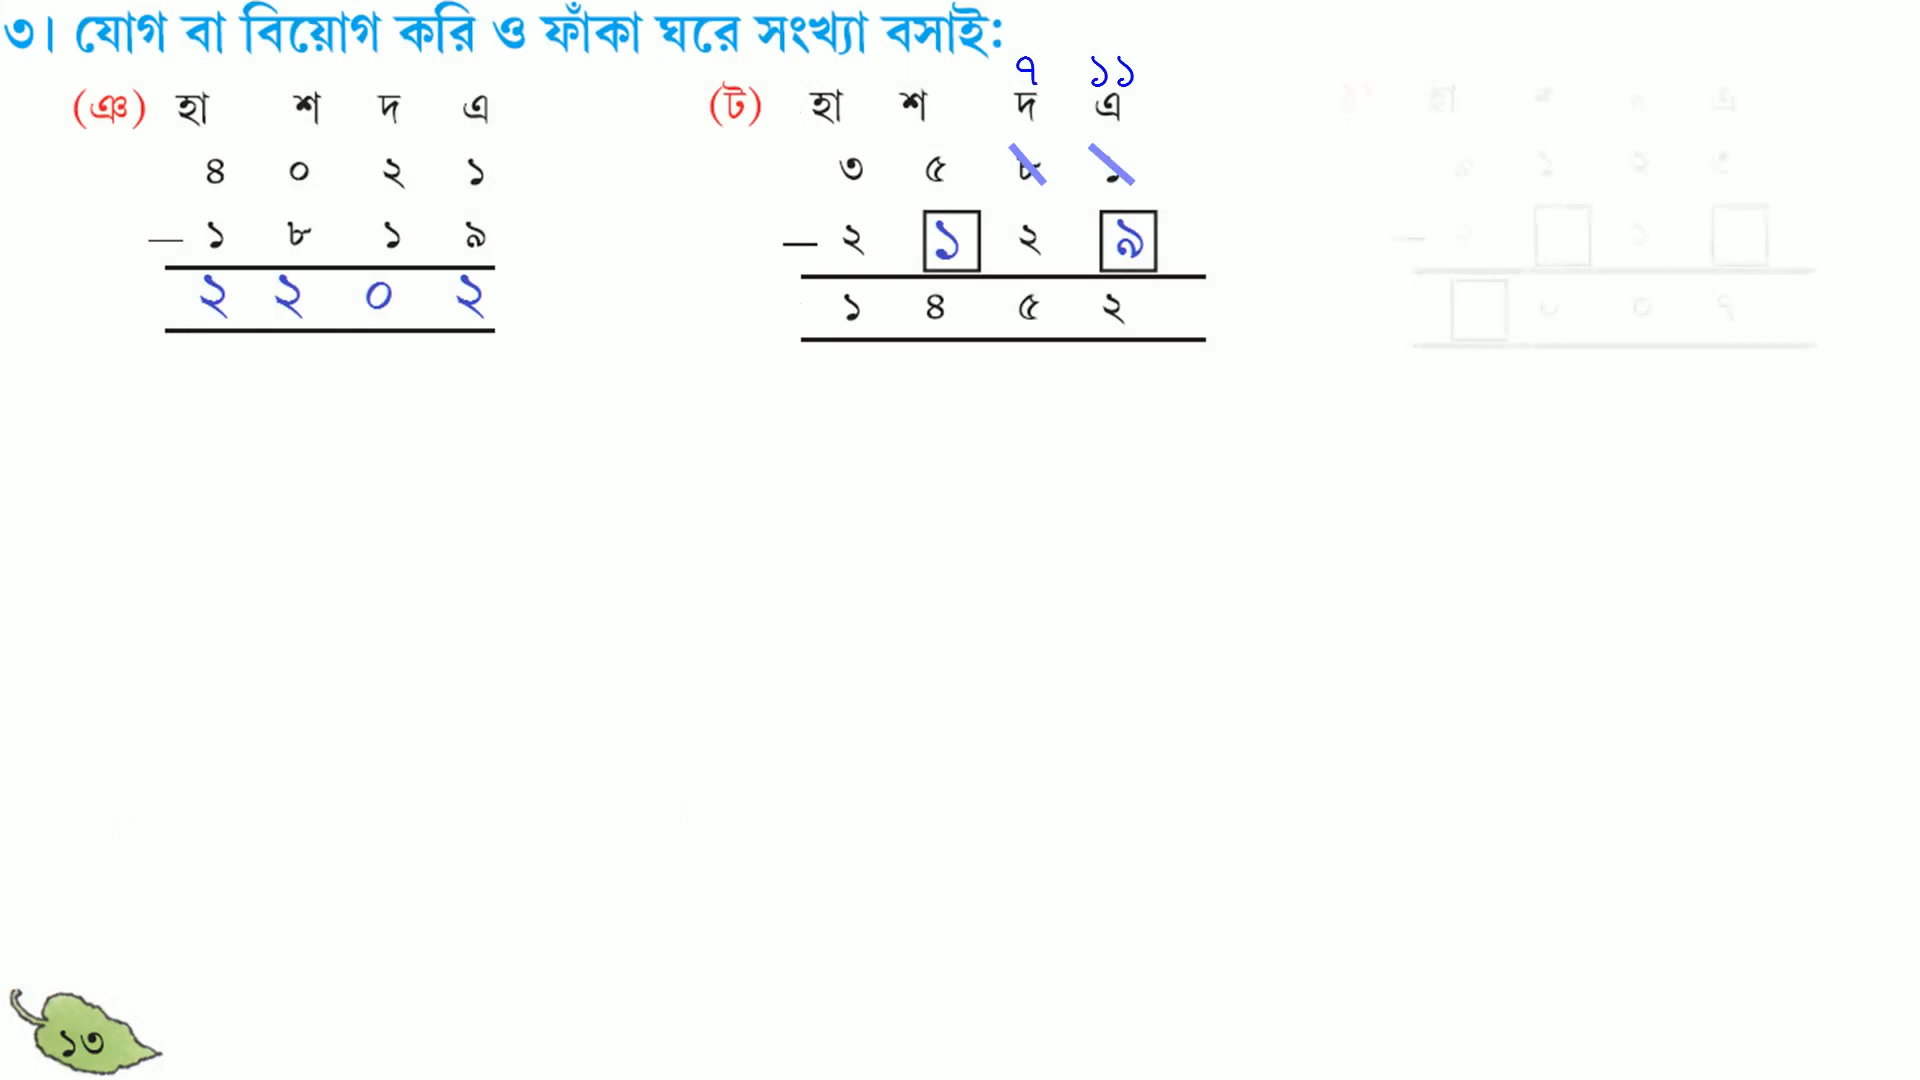 ৩। যোগ বা বিয়োগ করি ও ফাঁকা ঘরে সংখ্যা বসাই:
(ঞ) হা শ দ এ
৪ ০ ২ ১
— ১ ৮ ১ ৯
২ ২ ০ ২
৭ ১১
(ট) হা শ দ এ
৩ ৫ ৮ ১
— ২ ১ ২ ৯
১ ৪ ৫ ২
১৩